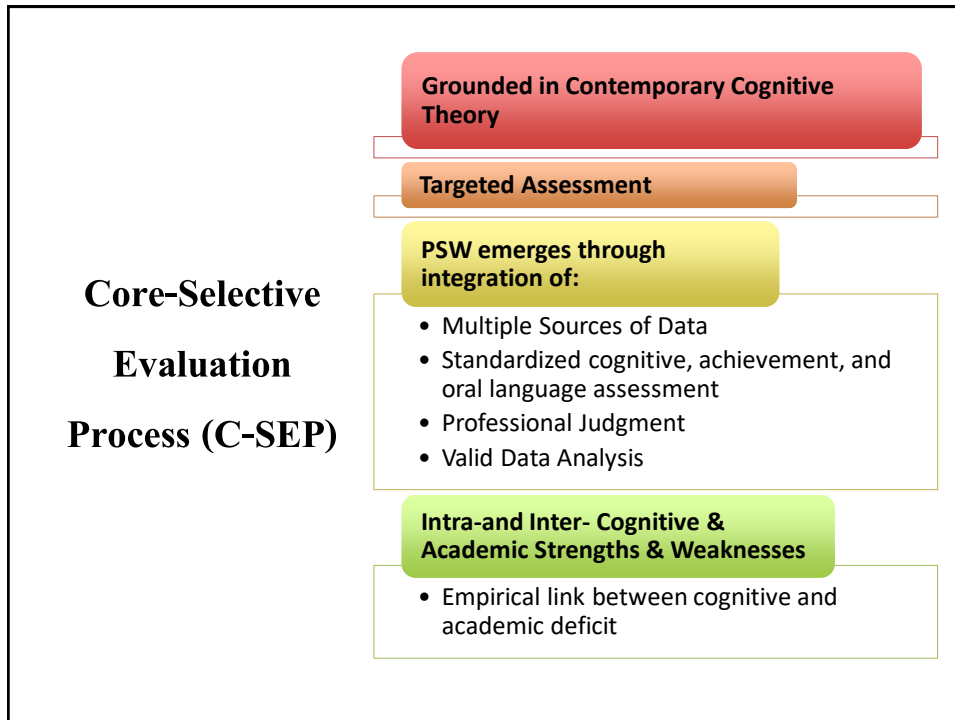 Core-Selective
Evaluation
Process (C-SEP)
Grounded in Contemporary Cognitive
Theory
Targeted Assessment
PSW emerges through
integration of:
• Multiple Sources of Data
• Standardized cognitive, achievement, and
oral language assessment
• Professional Judgment
• Valid Data Analysis
Intra-and Inter- Cognitive &
Academic Strengths & Weaknesses
• Empirical link between cognitive and
academic deficit